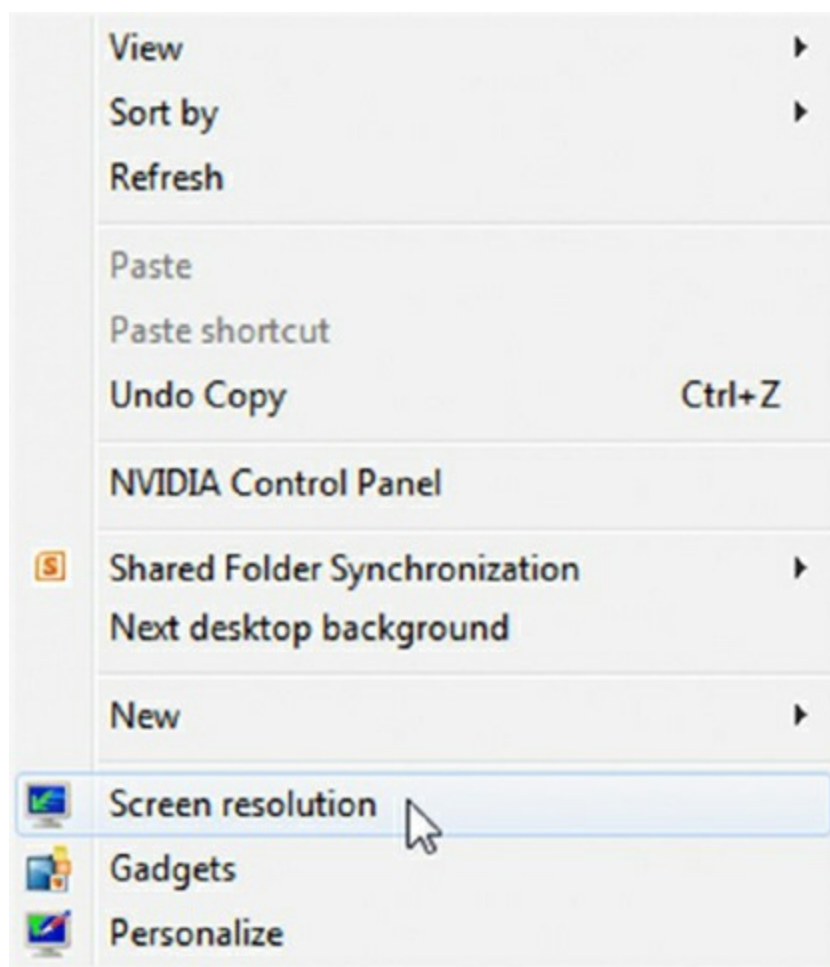 View
Sort by
Refresh
Paste
Paste shortcut
Undo Copy Ctrl+Z
NVIDIA Control Panel
S Shared Folder Synchronization
Next desktop background
New
Screen resolution
Gadgets
Personalize